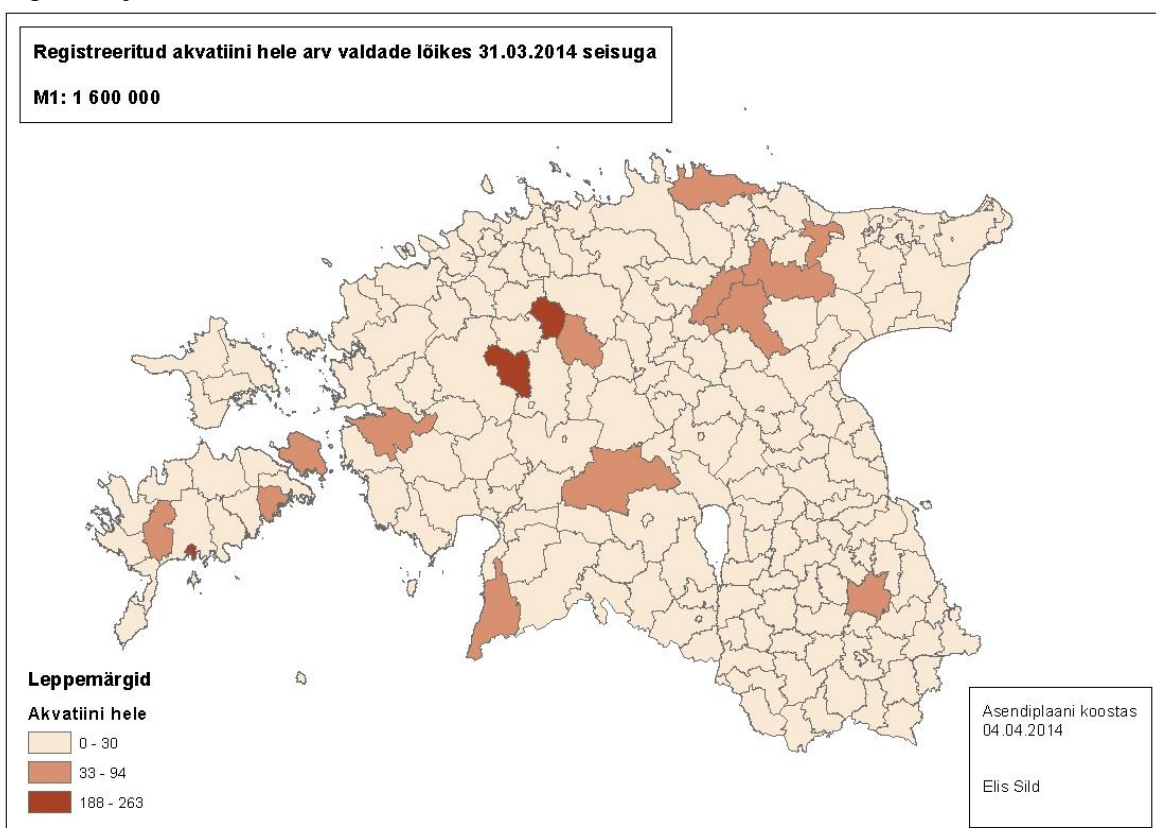 Registreeritud akvatiini hele arv valdade lõikes 31.03.2014 seisuga
M1: 1 600 000
Leppemärgid
Akvatiini hele
0 - 30
33 - 94
188 - 263
Asendiplaani koostas
04.04.2014
Elis Sild